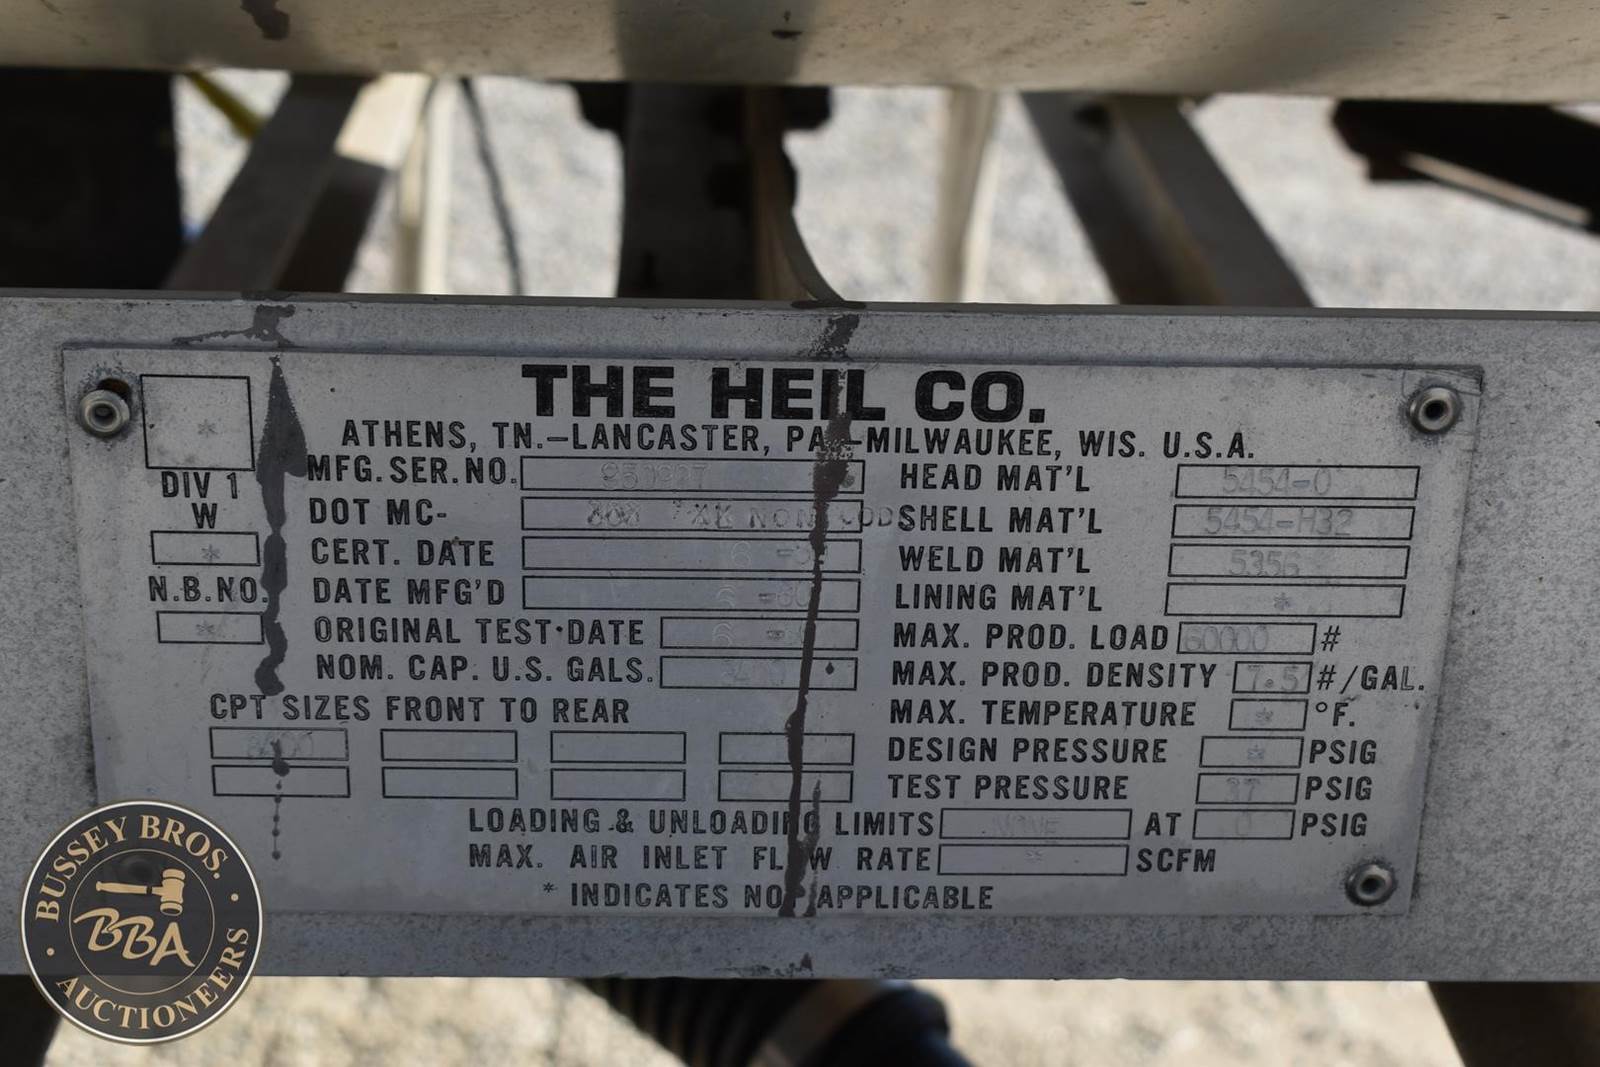 THE HEIL CO.
ATHENS, TN.-LANCASTER, PA.-MILWAUKEE, WIS. U.S.A.
*
DIV 1
W
*
N.B.NO.
*
MFG. SER. NO.
DOT MC-
CERT. DATE
DATE MFG'D
ORIGINAL TEST DATE
NOM. CAP. U.S. GALS.
CPT SIZES FRONT TO REAR
HEAD MAT'L 5454-0
SHELL MAT'L 5454-H32
WELD MAT'L 5356
LINING MAT'L *
MAX. PROD. LOAD 60000 #
MAX. PROD. DENSITY 7.5 #/GAL.
MAX. TEMPERATURE * °F.
DESIGN PRESSURE * PSIG
TEST PRESSURE 37 PSIG
LOADING & UNLOADING LIMITS NONE AT 0 PSIG
MAX. AIR INLET FLOW RATE * SCFM
* INDICATES NOT APPLICABLE
BUSSEY BROS.
BBA
AUCTIONEERS